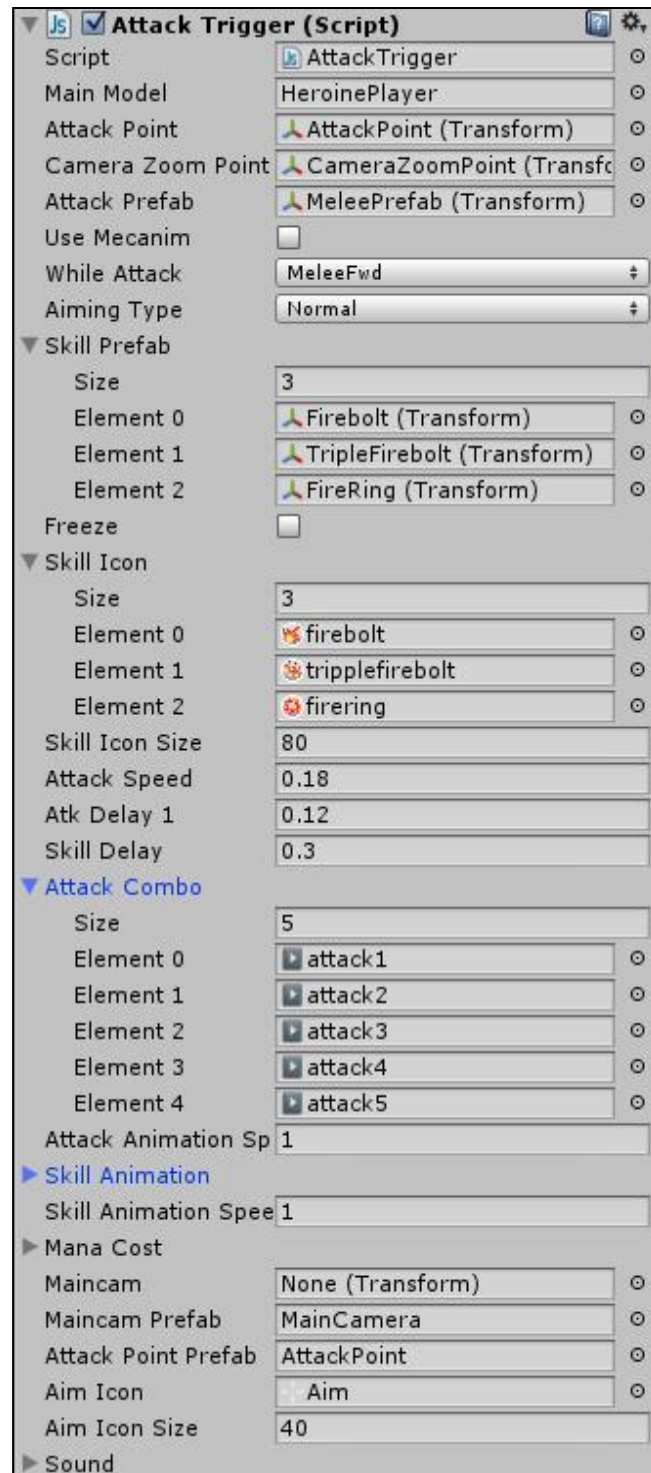 Attack Trigger (Script)
Script AttackTrigger
Main Model HeroinePlayer
Attack Point AttackPoint (Transform)
Camera Zoom Point CameraZoomPoint (Transfo
Attack Prefab MeleePrefab (Transform)
Use Mecanim
While Attack MeleeFwd
Aiming Type Normal
Skill Prefab
Size 3
Element 0 Firebolt (Transform)
Element 1 TripleFirebolt (Transform)
Element 2 FireRing (Transform)
Freeze
Skill Icon
Size 3
Element 0 firebolt
Element 1 tripplefirebolt
Element 2 firering
Skill Icon Size 80
Attack Speed 0.18
Atk Delay 1 0.12
Skill Delay 0.3
Attack Combo
Size 5
Element 0 attack1
Element 1 attack2
Element 2 attack3
Element 3 attack4
Element 4 attack5
Attack Animation Sp 1
Skill Animation
Skill Animation Spee 1
Mana Cost
Maincam None (Transform)
Maincam Prefab MainCamera
Attack Point Prefab AttackPoint
Aim Icon Aim
Aim Icon Size 40
Sound